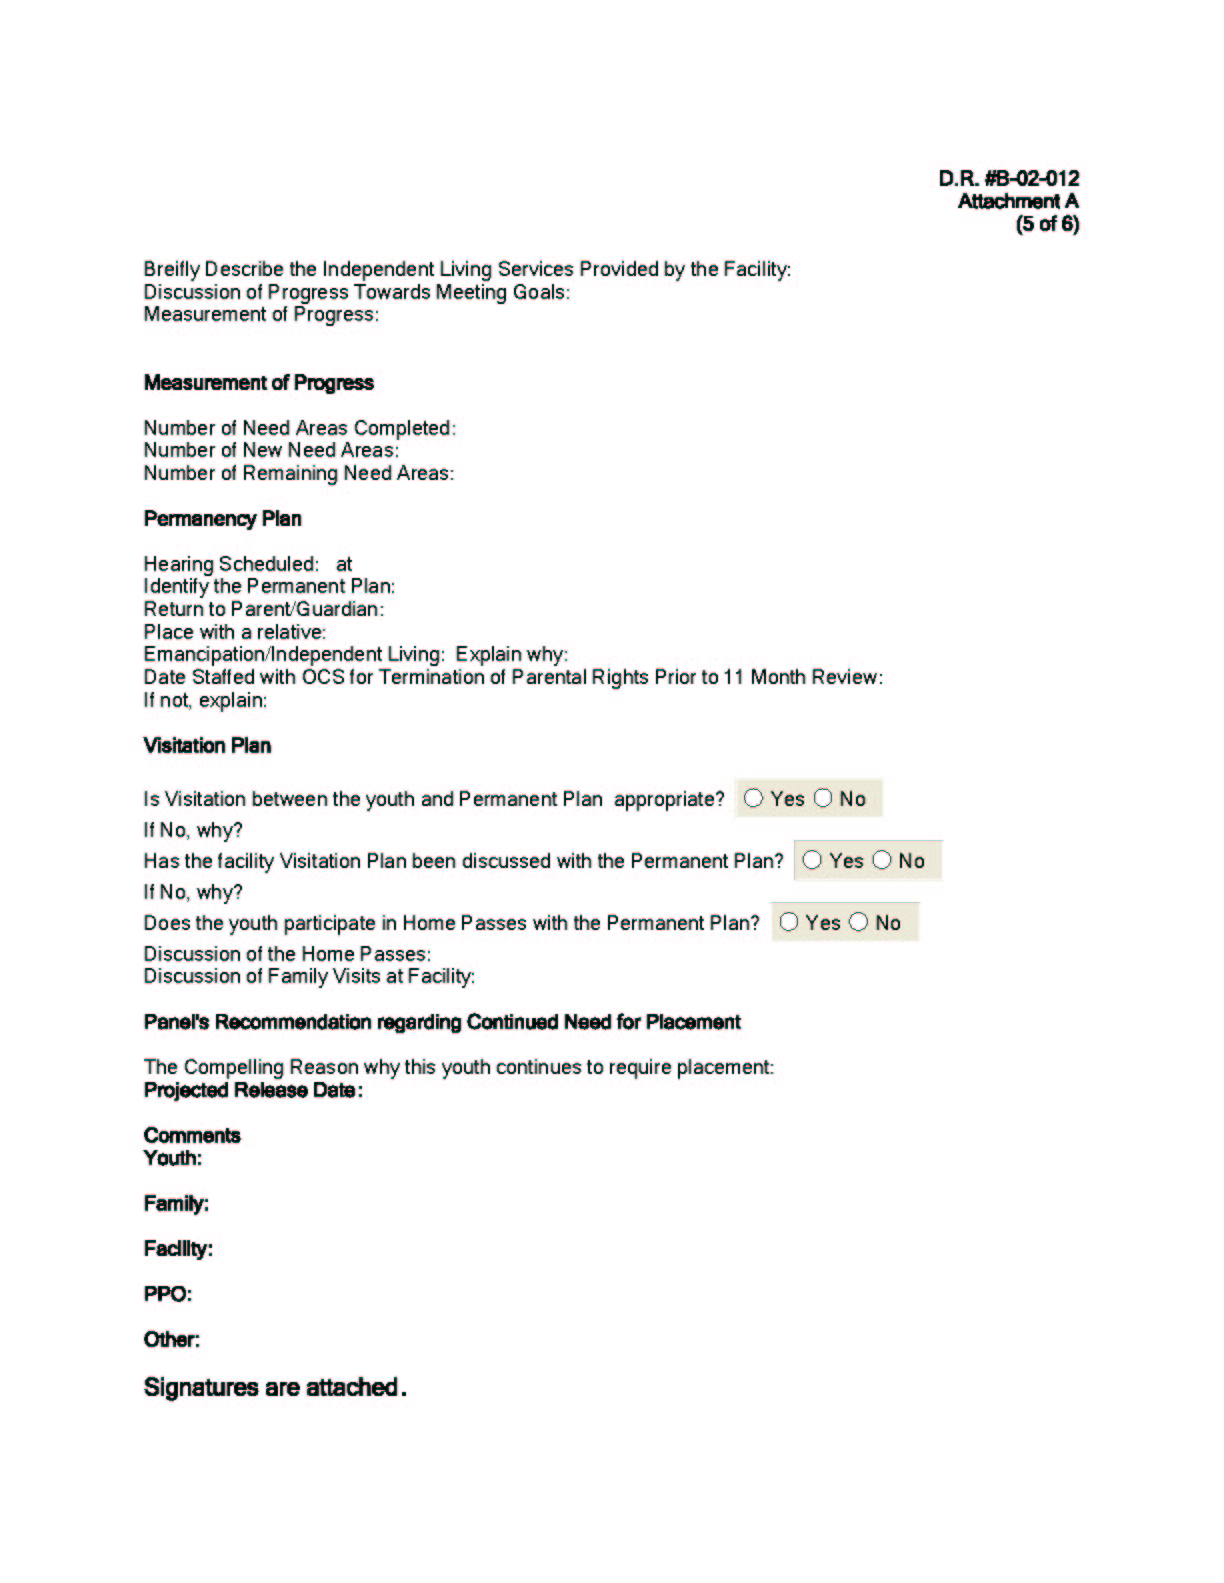 D.R. #B-02-012
Attachment A
(5 of 6)
Breifly Describe the Independent Living Services Provided by the Facility:
Discussion of Progress Towards Meeting Goals:
Measurement of Progress:
Measurement of Progress
Number of Need Areas Completed:
Number of New Need Areas:
Number of Remaining Need Areas:
Permanency Plan
Hearing Scheduled: at
Identify the Permanent Plan:
Return to Parent/Guardian:
Place with a relative:
Emancipation/Independent Living: Explain why:
Date Staffed with OCS for Termination of Parental Rights Prior to 11 Month Review:
If not, explain:
Visitation Plan
Is Visitation between the youth and Permanent Plan appropriate? Yes No
If No, why?
Has the facility Visitation Plan been discussed with the Permanent Plan? Yes No
If No, why?
Does the youth participate in Home Passes with the Permanent Plan? Yes No
Discussion of the Home Passes:
Discussion of Family Visits at Facility:
Panel's Recommendation regarding Continued Need for Placement
The Compelling Reason why this youth continues to require placement:
Projected Release Date:
Comments
Youth:
Family:
Facility:
PPO:
Other:
Signatures are attached.